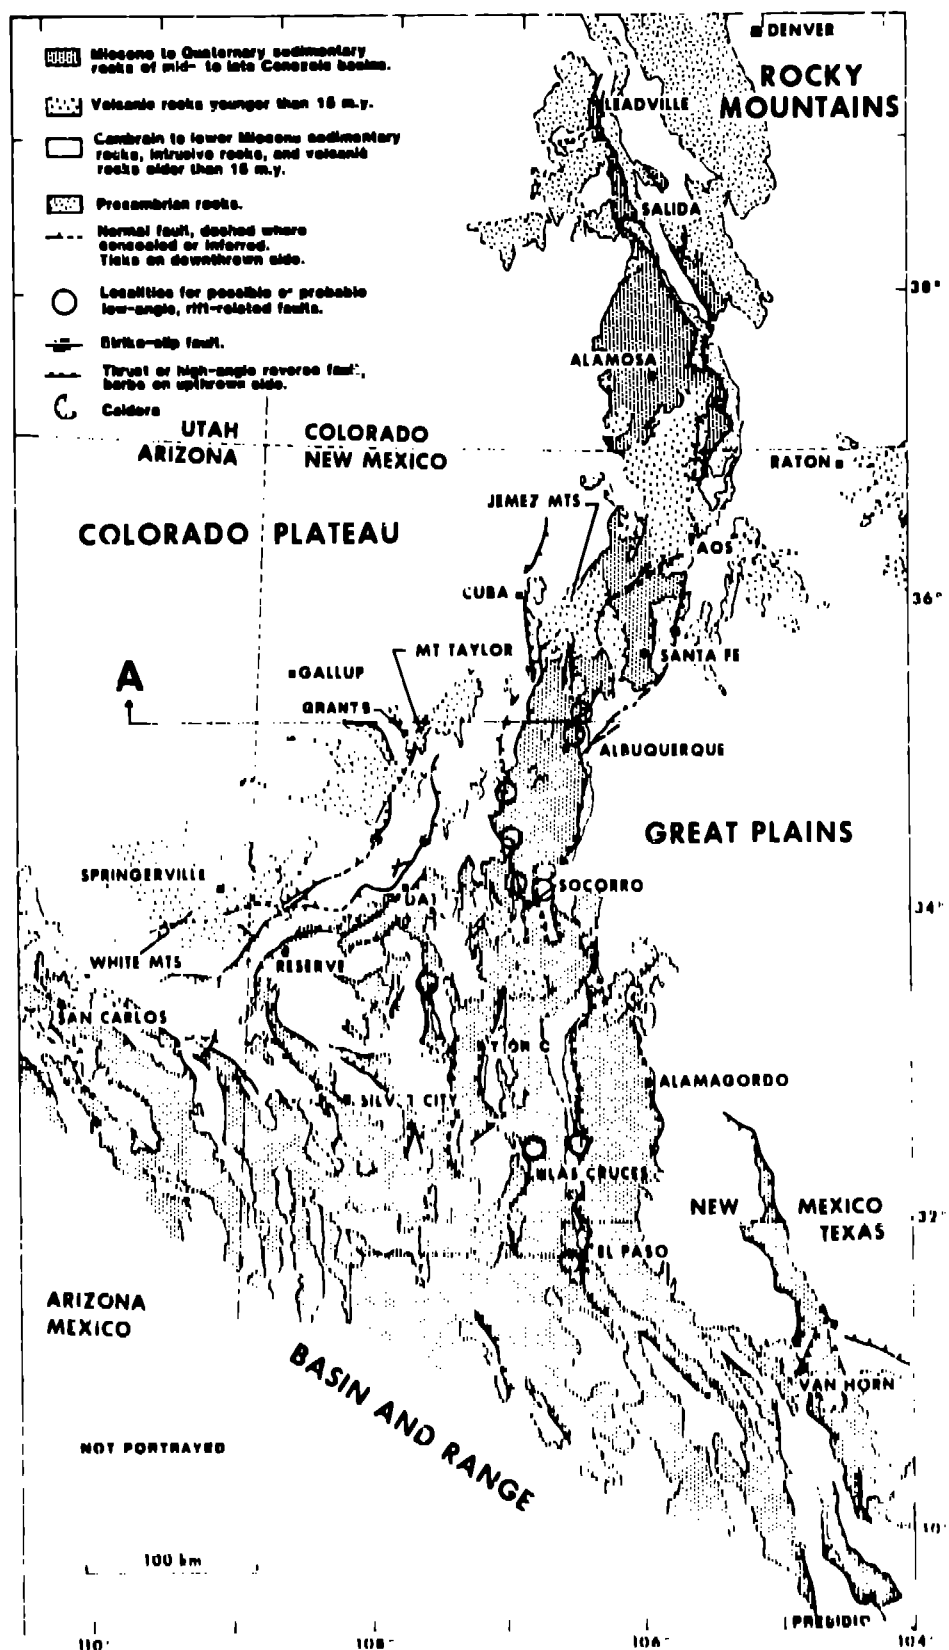 DENVER
ROCKY
MOUNTAINS
Miocene to Quaternary sedimentary
rocks of mid- to late Cenozoic basins.
Volcanic rocks younger than 15 m.y.
Cambrain to lower Miocene sedimentary
rocks, intrusive rocks, and volcanic
rocks older than 15 m.y.
Precambrian rocks.
Normal fault, dashed where
concealed or inferred.
Ticks on downthrown side.
Localities for possible or probable
low-angle, rift-related faults.
Strike-slip fault.
Thrust or high-angle reverse fault,
barbs on upthrown side.
Caldera
LEADVILLE
SALIDA
38°
ALAMOSA
UTAH
ARIZONA
COLORADO
NEW MEXICO
RATON
JEMEZ MTS
COLORADO PLATEAU
AOS
CUBA
36°
MT TAYLOR
SANTA FE
A
GALLUP
GRANTS
ALBUQUERQUE
GREAT PLAINS
SPRINGERVILLE
SOCORRO
34°
WHITE MTS
RESERVE
SAN CARLOS
ALAMAGORDO
CITY
LAS CRUCES
NEW MEXICO
TEXAS
32°
EL PASO
ARIZONA
MEXICO
BASIN AND RANGE
VAN HORN
NOT PORTRAYED
100 km
PRESIDIO
110°
108°
106°
104°